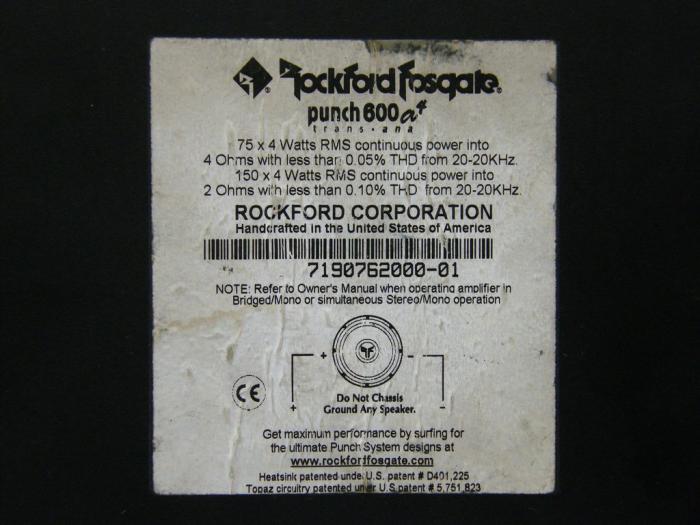 Rockford Fosgate®
punch 600 a4
trans·ana
75 x 4 Watts RMS continuous power into
4 Ohms with less than 0.05% THD from 20-20KHz.
150 x 4 Watts RMS continuous power into
2 Ohms with less than 0.10% THD from 20-20KHz.
ROCKFORD CORPORATION
Handcrafted in the United States of America
7190762000-01
NOTE: Refer to Owner's Manual when operating amplifier in
Bridged/Mono or simultaneous Stereo/Mono operation
+ -
CE
+ -
Do Not Chassis
Ground Any Speaker.
Get maximum performance by surfing for
the ultimate Punch System designs at
www.rockfordfosgate.com
Heatsink patented under U.S. patent # D401,225
Topaz circuitry patented under U.S patent # 5,751,823